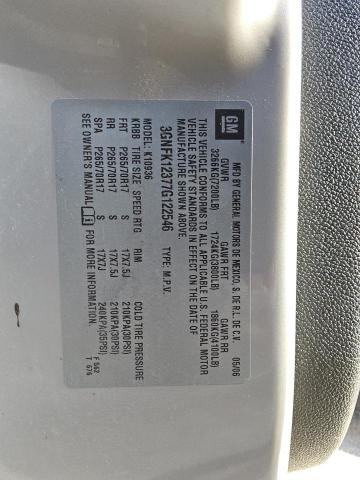 GM
MFD BY GENERAL MOTORS DE MEXICO, S. DE R.L. DE C.V.
05/06
GVWR GAWR FRT GAWR RR
3266KG(7200LB) 1724KG(3800LB) 1860KG(4100LB)
THIS VEHICLE CONFORMS TO ALL APPLICABLE U.S. FEDERAL MOTOR
VEHICLE SAFETY STANDARDS IN EFFECT ON THE DATE OF
MANUFACTURE SHOWN ABOVE.
3GNFK12377G122546 TYPE: M.P.V.
MODEL: K10936
KRBB TIRE SIZE SPEED RTG. RIM COLD TIRE PRESSURE
FRT P265/70R17 S 17X7.5J 210KPA(30PSI)
RR P265/70R17 S 17X7.5J 210KPA(30PSI)
SPA P265/70R17 S 17X7J 240KPA(35PSI)
SEE OWNER'S MANUAL i FOR MORE INFORMATION.
F 562
T 676